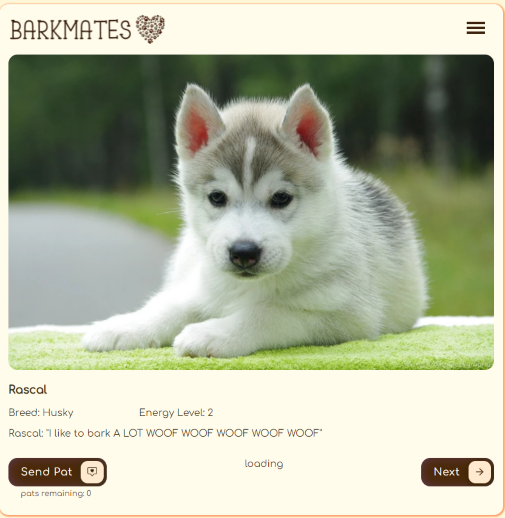 BARKMATES
Rascal
Breed: Husky Energy Level: 2
Rascal: "I like to bark A LOT WOOF WOOF WOOF WOOF WOOF"
Send Pat loading Next
pats remaining: 0